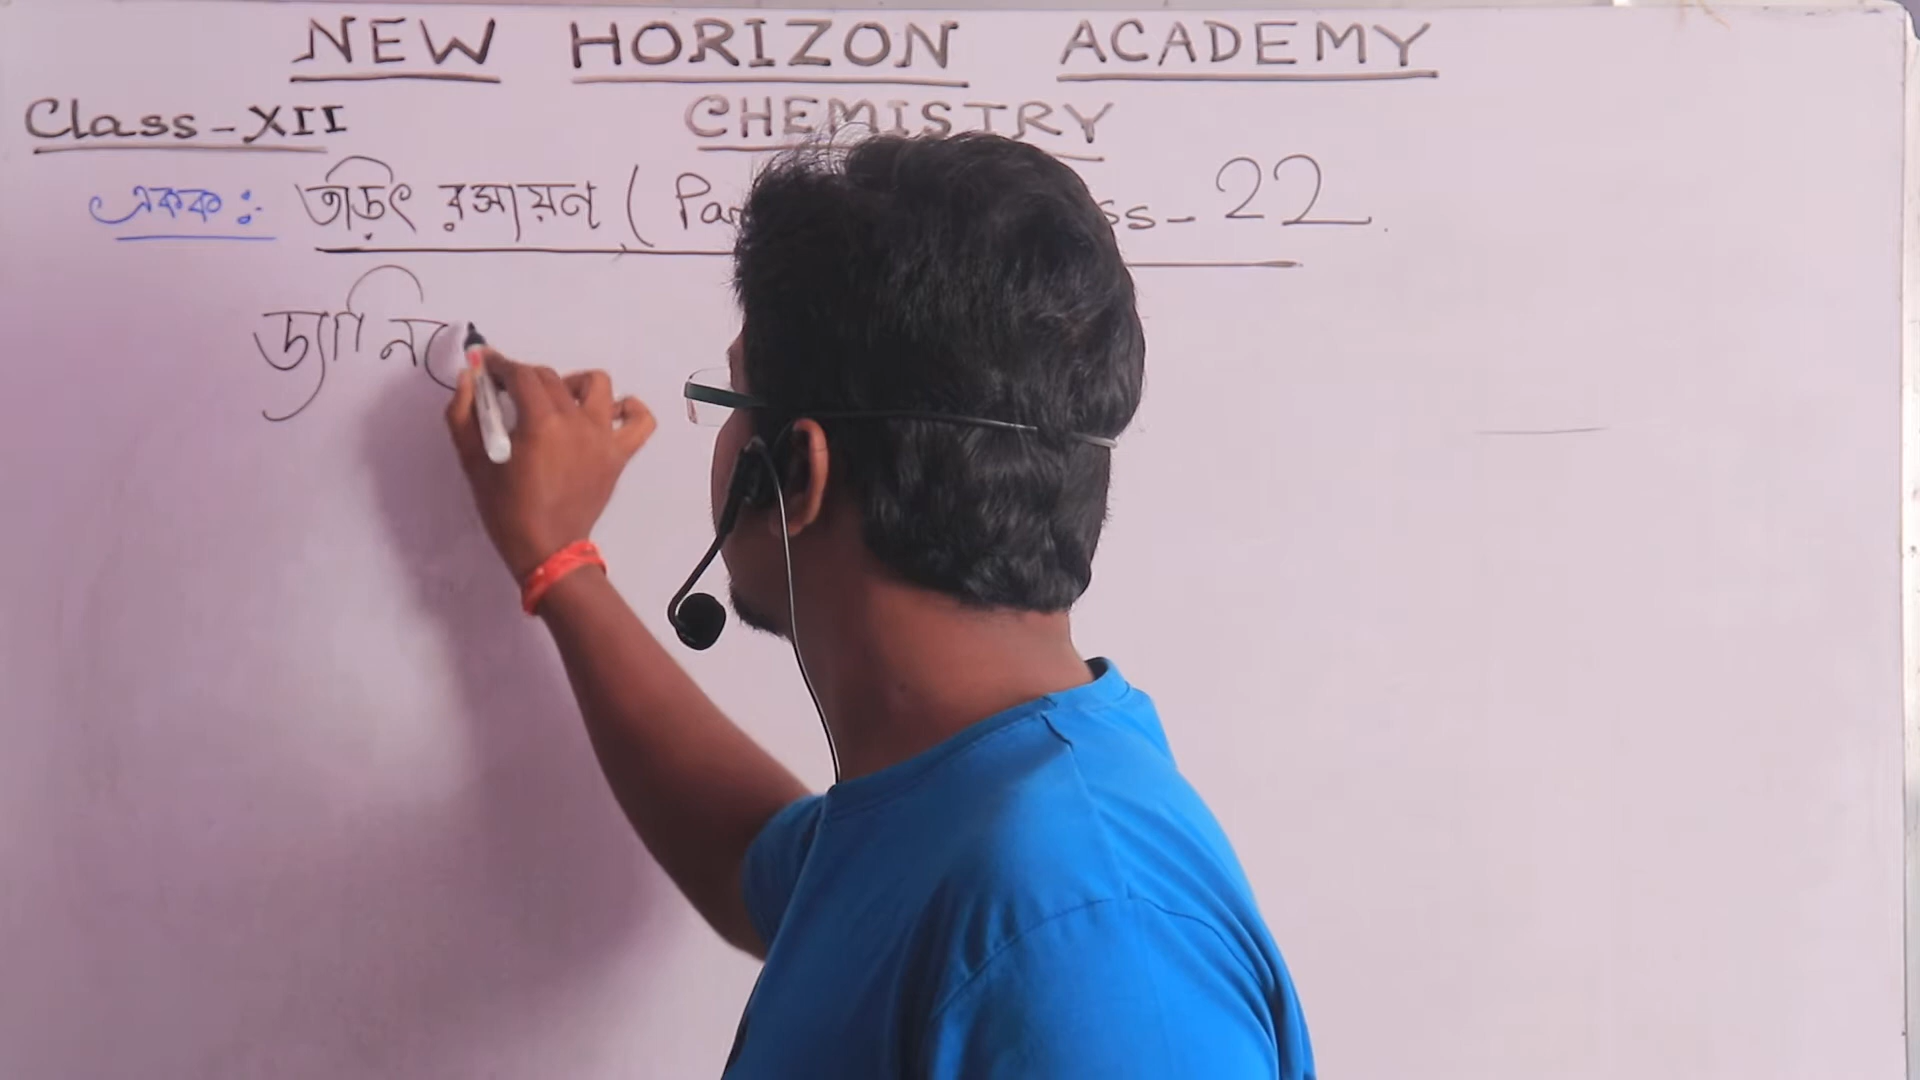 NEW HORIZON ACADEMY
Class-XII CHEMISTRY
একক:- তড়িৎ রসায়ন ( Par ss-22
ড্যানি